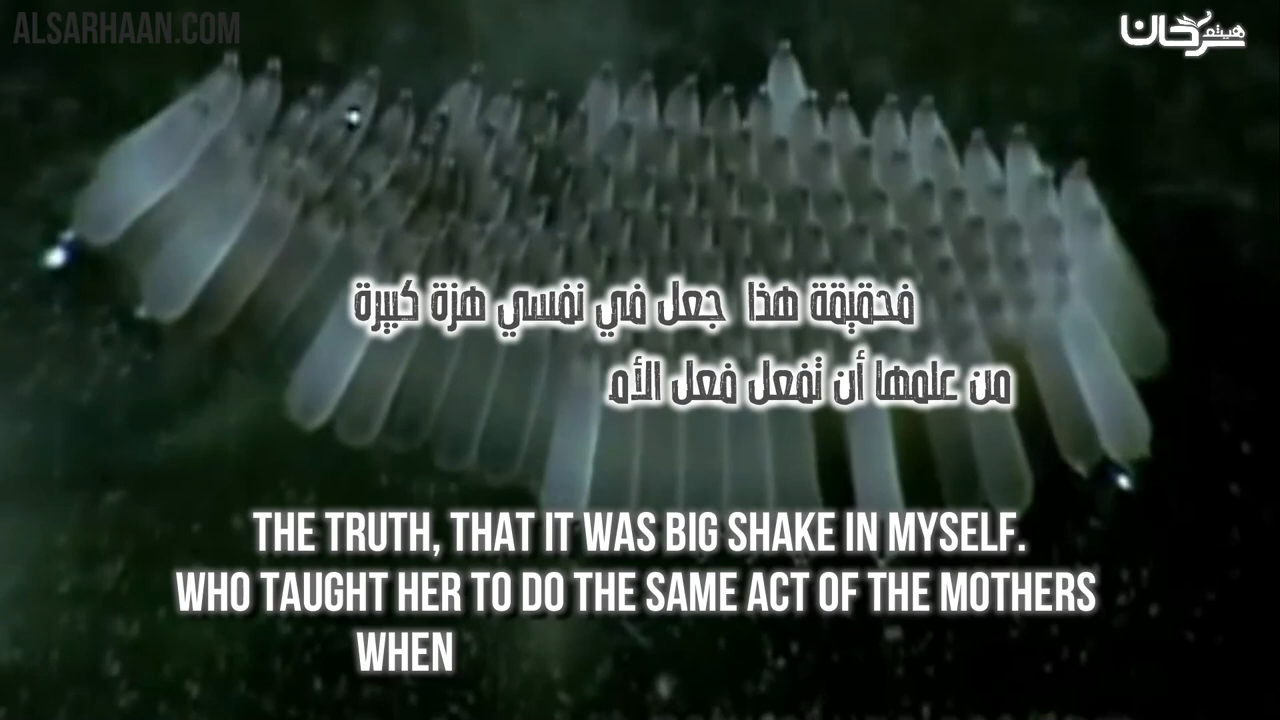 ALSARHAAN.COM
هيثم سرحان
فحقيقة هذا جعل في نفسي هزة كبيرة
من علمها أن تفعل فعل الأم
THE TRUTH, THAT IT WAS BIG SHAKE IN MYSELF.
WHO TAUGHT HER TO DO THE SAME ACT OF THE MOTHERS
WHEN